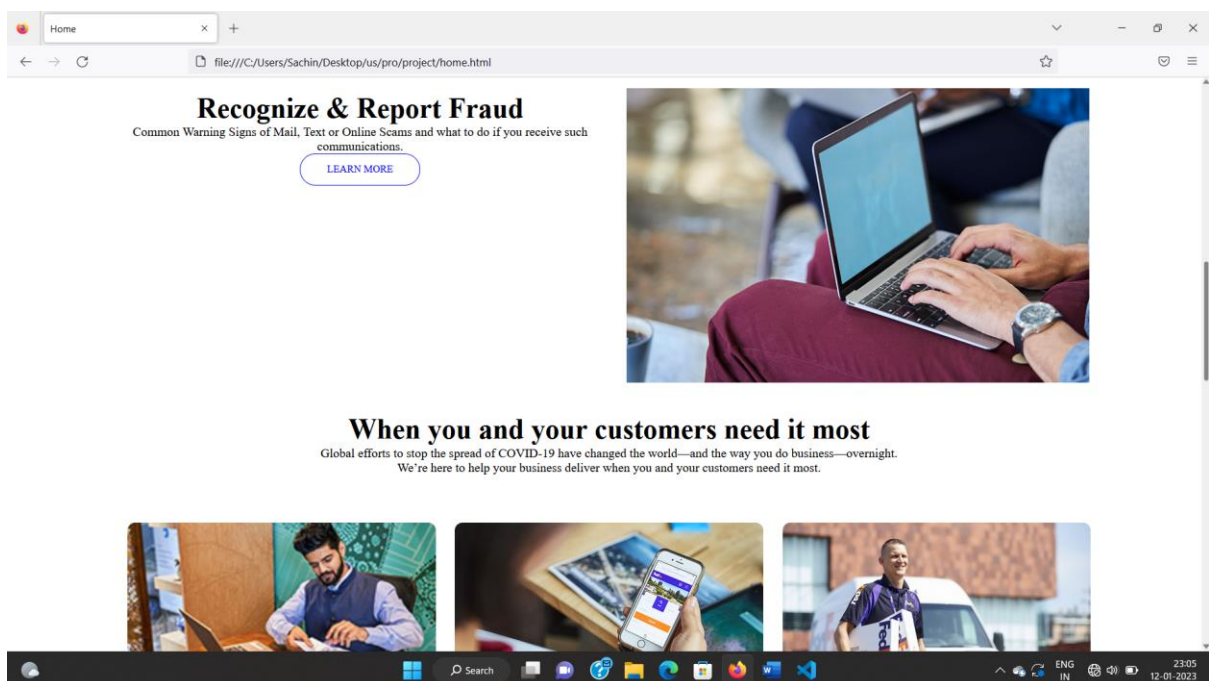 Home
file:///C:/Users/Sachin/Desktop/us/pro/project/home.html
Recognize & Report Fraud
Common Warning Signs of Mail, Text or Online Scams and what to do if you receive such
communications.
LEARN MORE
When you and your customers need it most
Global efforts to stop the spread of COVID-19 have changed the world—and the way you do business—overnight.
We’re here to help your business deliver when you and your customers need it most.
FedEx
Search
ENG
IN
23:05
12-01-2023